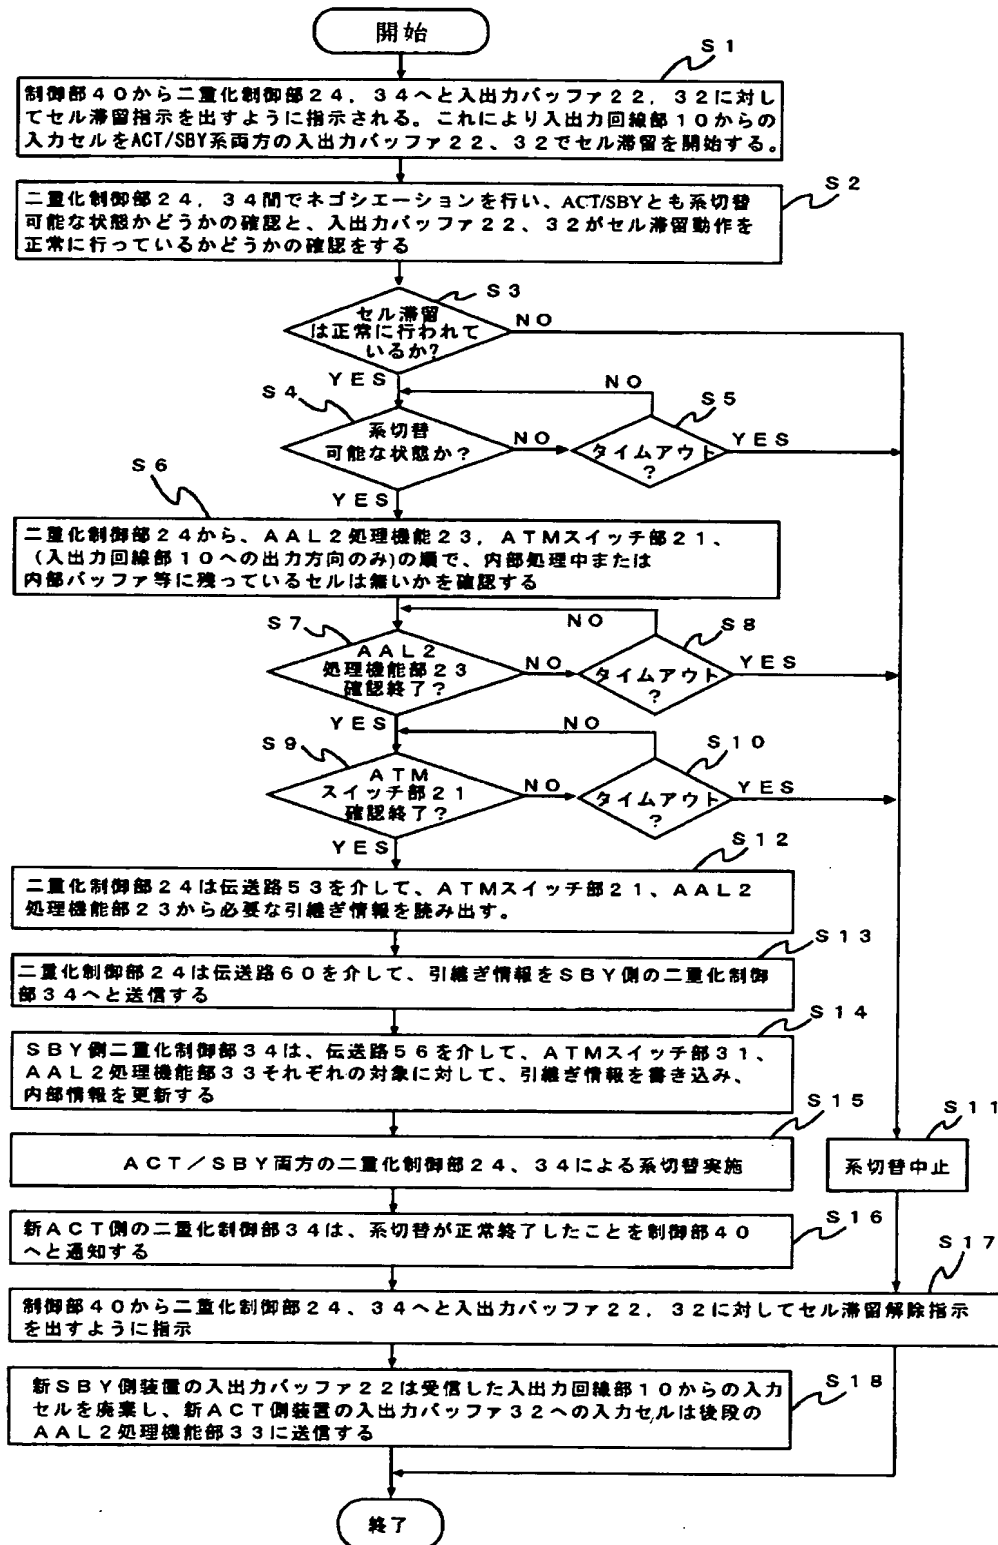 開始
S1
制御部40から二重化制御部24,34へと入出力バッファ22,32に対し
てセル滞留指示を出すように指示される。これにより入出力回線部10からの
入力セルをACT/SBY系両方の入出力バッファ22、32でセル滞留を開始する。
S2
二重化制御部24,34間でネゴシエーションを行い、ACT/SBYとも系切替
可能な状態かどうかの確認と、入出力バッファ22、32がセル滞留動作を
正常に行っているかどうかの確認をする
S3
セル滞留
は正常に行われて
いるか?
NO
YES
NO
S4
系切替
可能な状態か?
NO
S5
タイムアウト
?
YES
S6
YES
二重化制御部24から、AAL2処理機能23,ATMスイッチ部21、
(入出力回線部10への出力方向のみ)の順で、内部処理中または
内部バッファ等に残っているセルは無いかを確認する
S7
NO
S8
AAL2
処理機能部23
確認終了?
NO
タイムアウト
?
YES
YES
NO
S9
S10
ATM
スイッチ部21
確認終了?
NO
タイムアウト
?
YES
YES
S12
二重化制御部24は伝送路53を介して、ATMスイッチ部21、AAL2
処理機能部23から必要な引継ぎ情報を読み出す。
S13
二重化制御部24は伝送路60を介して、引継ぎ情報をSBY側の二重化制御
部34へと送信する
S14
SBY側二重化制御部34は、伝送路56を介して、ATMスイッチ部31、
AAL2処理機能部33それぞれの対象に対して、引継ぎ情報を書き込み、
内部情報を更新する
S15
ACT/SBY両方の二重化制御部24、34による系切替実施
S11
系切替中止
S16
新ACT側の二重化制御部34は、系切替が正常終了したことを制御部40
へと通知する
S17
制御部40から二重化制御部24、34へと入出力バッファ22,32に対してセル滞留解除指示
を出すように指示
S18
新SBY側装置の入出力バッファ22は受信した入出力回線部10からの入力
セルを廃棄し、新ACT側装置の入出力バッファ32への入力セルは後段の
AAL2処理機能部33に送信する
終了